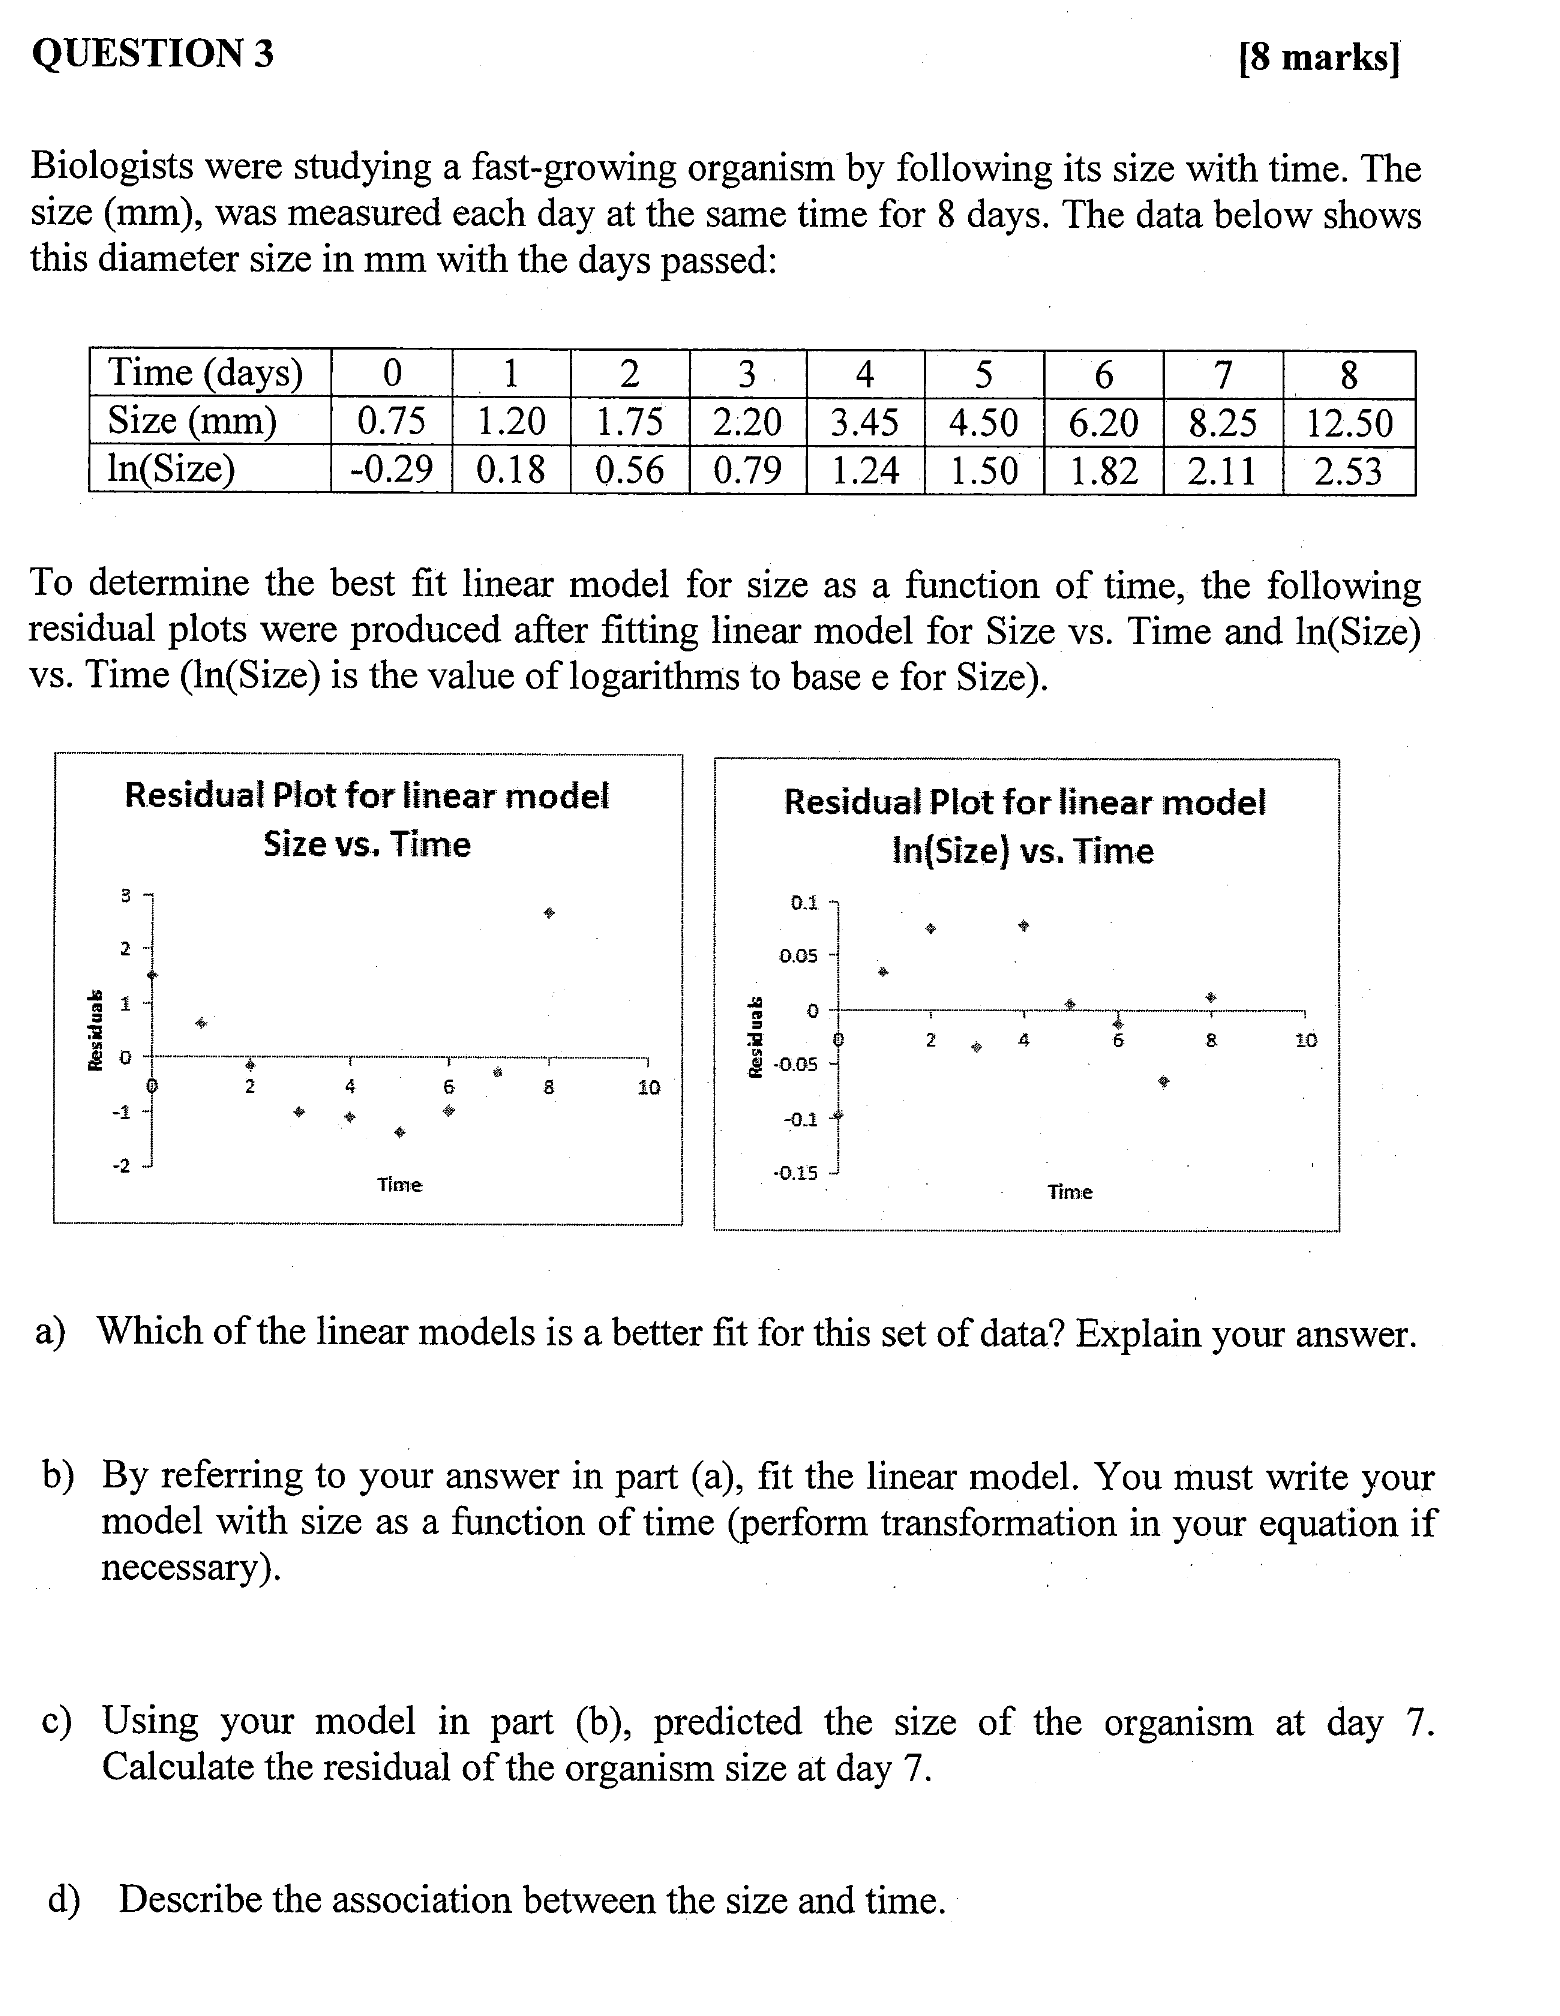 QUESTION 3 [8 marks]
Biologists were studying a fast-growing organism by following its size with time. The
size (mm), was measured each day at the same time for 8 days. The data below shows
this diameter size in mm with the days passed:
Time (days) 0 1 2 3 4 5 6 7 8
Size (mm) 0.75 1.20 1.75 2.20 3.45 4.50 6.20 8.25 12.50
ln(Size) -0.29 0.18 0.56 0.79 1.24 1.50 1.82 2.11 2.53
To determine the best fit linear model for size as a function of time, the following
residual plots were produced after fitting linear model for Size vs. Time and ln(Size)
vs. Time (ln(Size) is the value of logarithms to base e for Size).
Residual Plot for linear model
Size vs. Time
3
2
1
0
-1
-2
Residuals
0 2 4 6 8 10
Time
Residual Plot for linear model
ln(Size) vs. Time
0.1
0.05
0
-0.05
-0.1
-0.15
Residuals
0 2 4 6 8 10
Time
a) Which of the linear models is a better fit for this set of data? Explain your answer.
b) By referring to your answer in part (a), fit the linear model. You must write your
model with size as a function of time (perform transformation in your equation if
necessary).
c) Using your model in part (b), predicted the size of the organism at day 7.
Calculate the residual of the organism size at day 7.
d) Describe the association between the size and time.